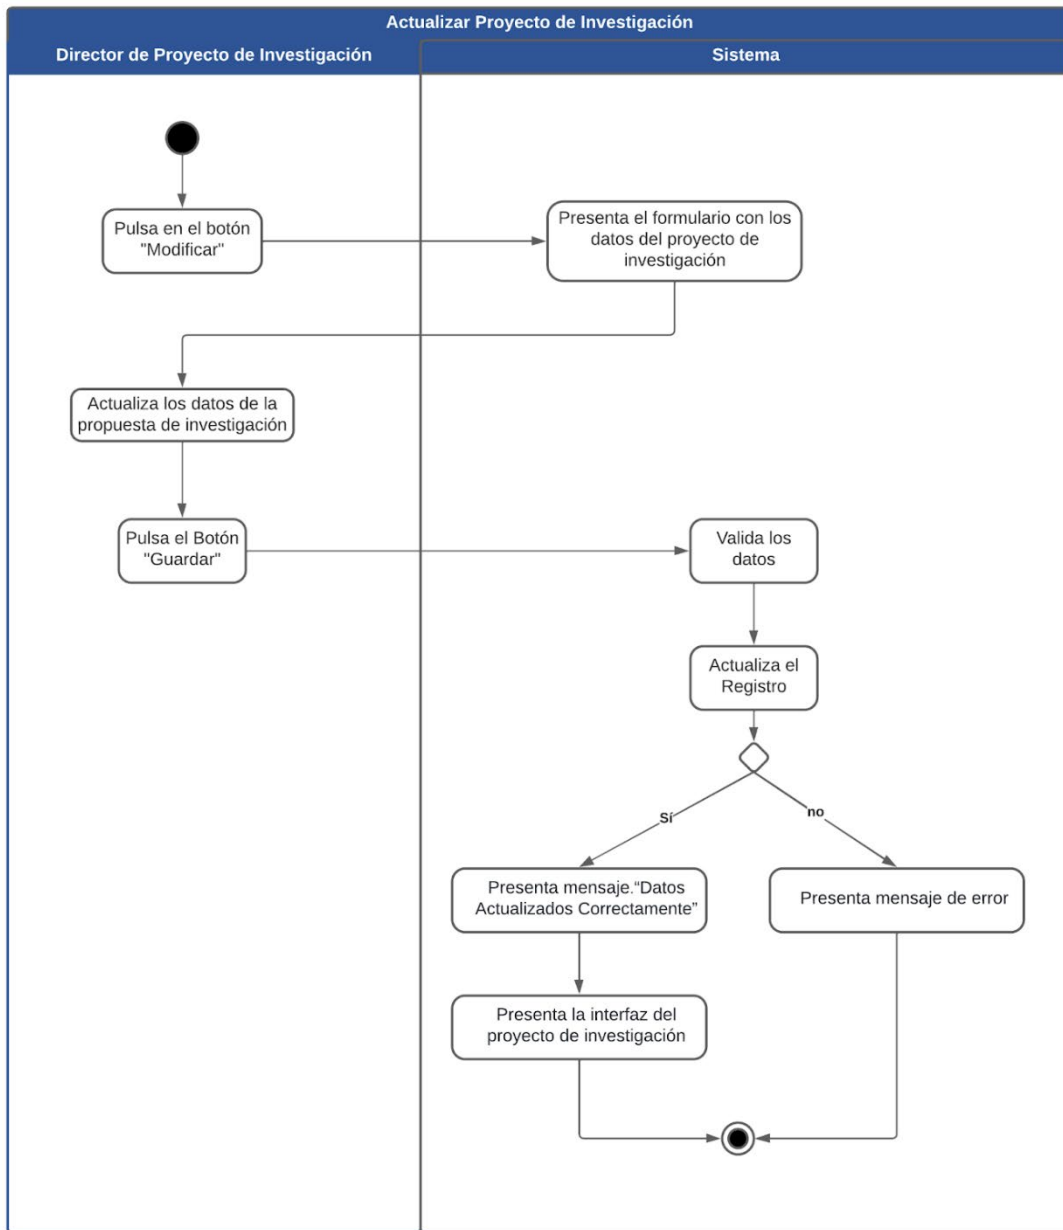 Actualizar Proyecto de Investigación
Director de Proyecto de Investigación
Sistema
Pulsa en el botón
"Modificar"
Presenta el formulario con los
datos del proyecto de
investigación
Actualiza los datos de la
propuesta de investigación
Pulsa el Botón
"Guardar"
Valida los
datos
Actualiza el
Registro
Sí
no
Presenta mensaje.“Datos
Actualizados Correctamente”
Presenta mensaje de error
Presenta la interfaz del
proyecto de investigación